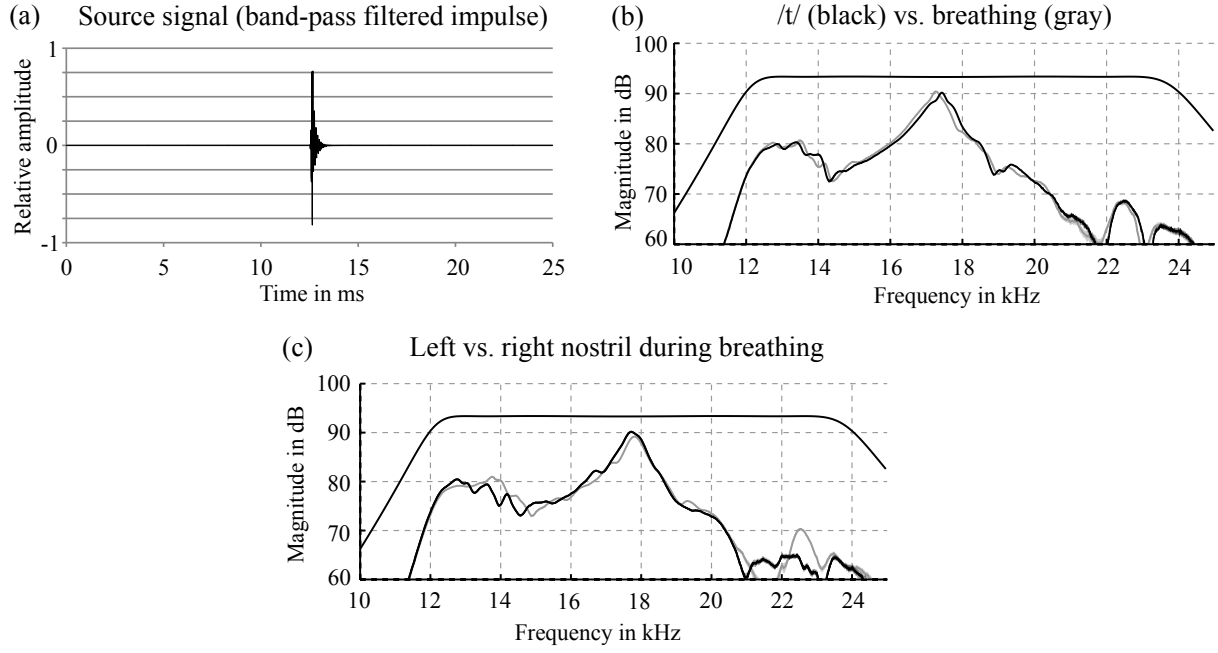 (a) Source signal (band-pass filtered impulse)
1
0
-1
Relative amplitude
0 5 10 15 20 25
Time in ms
(b) /t/ (black) vs. breathing (gray)
100
90
80
70
60
Magnitude in dB
10 12 14 16 18 20 22 24
Frequency in kHz
(c) Left vs. right nostril during breathing
100
90
80
70
60
Magnitude in dB
10 12 14 16 18 20 22 24
Frequency in kHz